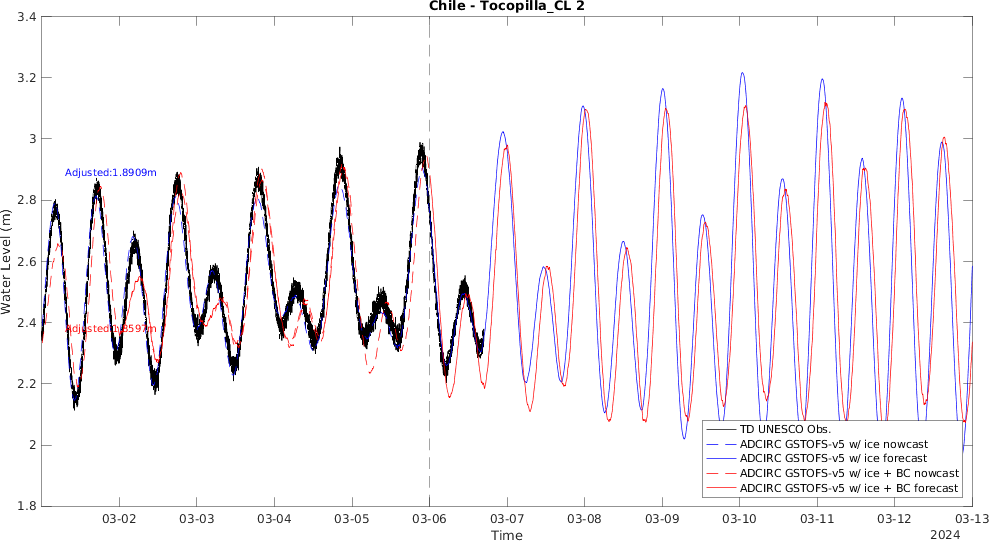 Chile - Tocopilla_CL 2
3.4
3.2
3
2.8
2.6
2.4
2.2
2
1.8
Water Level (m)
Adjusted:1.8909m
Adjusted:1.8597m
TD UNESCO Obs.
ADCIRC GSTOFS-v5 w/ ice nowcast
ADCIRC GSTOFS-v5 w/ ice forecast
ADCIRC GSTOFS-v5 w/ ice + BC nowcast
ADCIRC GSTOFS-v5 w/ ice + BC forecast
03-02 03-03 03-04 03-05 03-06 03-07 03-08 03-09 03-10 03-11 03-12 03-13
Time
2024